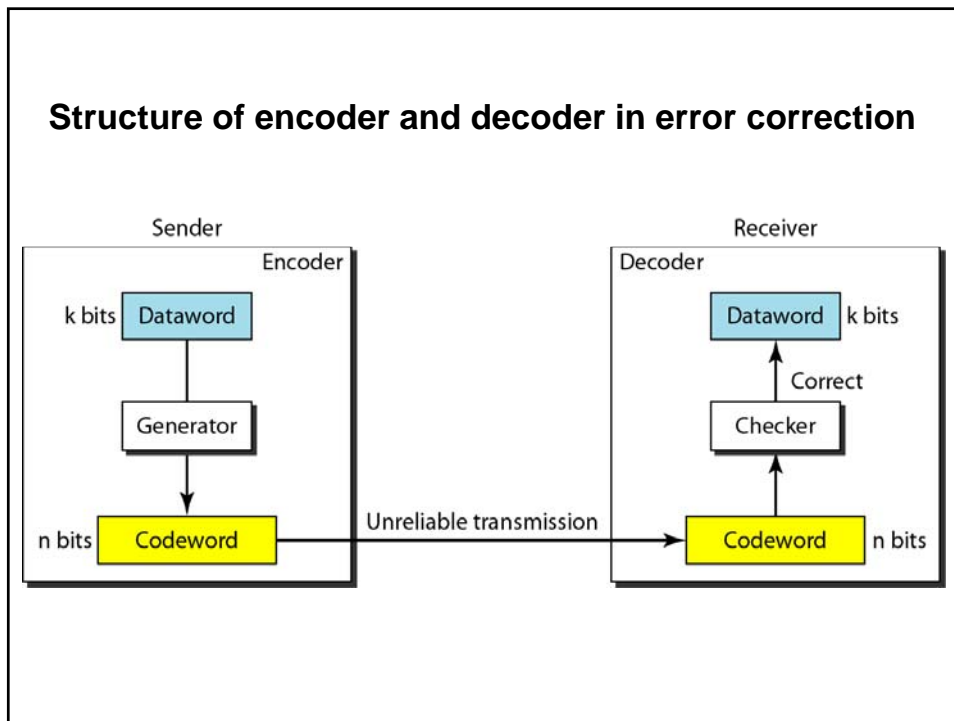 Structure of encoder and decoder in error correction
Sender
Receiver
Encoder
Decoder
k bits
Dataword
Dataword
k bits
Correct
Generator
Checker
Unreliable transmission
n bits
Codeword
Codeword
n bits